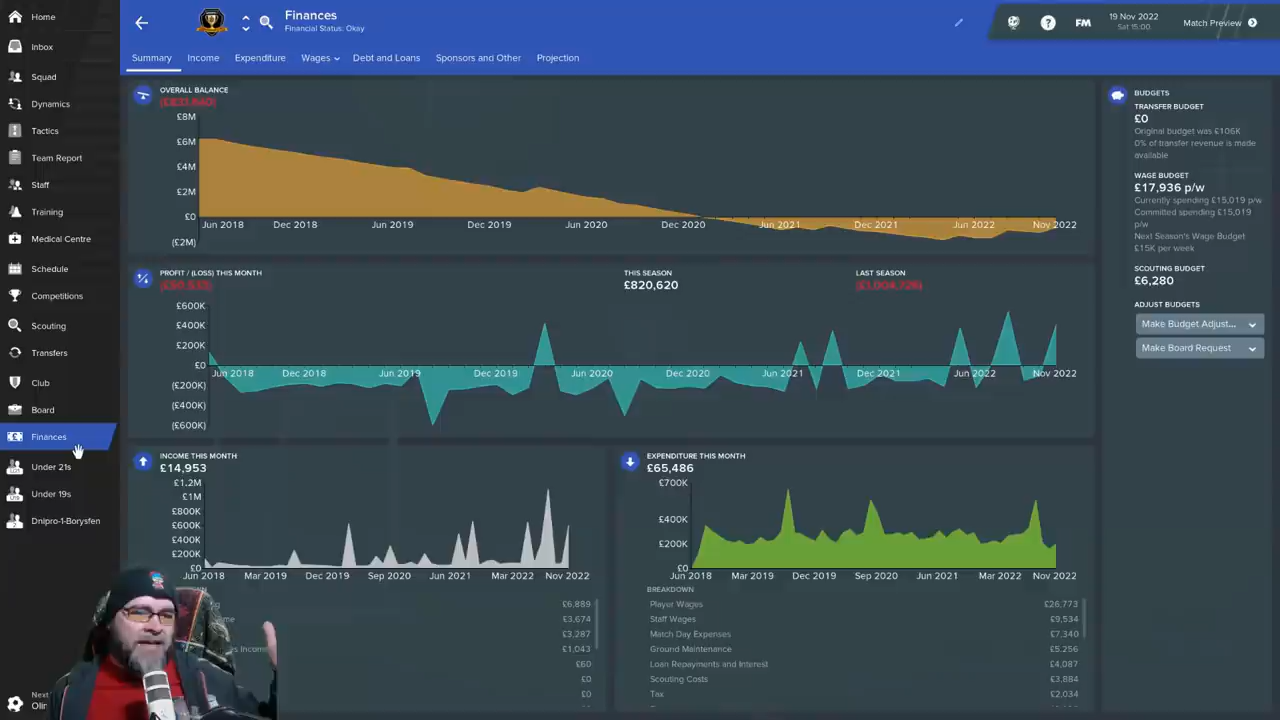 Home
Inbox
Squad
Dynamics
Tactics
Team Report
Staff
Training
Medical Centre
Schedule
Competitions
Scouting
Transfers
Club
Board
Finances
Under 21s
Under 19s
Dnipro-1-Borysfen
Next
Olim
Finances
Financial Status: Okay
FM
19 Nov 2022
Sat 15:00
Match Preview
Summary
Income
Expenditure
Wages
Debt and Loans
Sponsors and Other
Projection
OVERALL BALANCE
£8M
£6M
£4M
£2M
£0
(£2M)
Jun 2018
Dec 2018
Jun 2019
Dec 2019
Jun 2020
Dec 2020
Jun 2021
Dec 2021
Jun 2022
Nov 2022
PROFIT / (LOSS) THIS MONTH
THIS SEASON
£820,620
LAST SEASON
£600K
£400K
£200K
£0
(£200K)
(£400K)
(£600K)
Jun 2018
Dec 2018
Jun 2019
Dec 2019
Jun 2020
Dec 2020
Jun 2021
Dec 2021
Jun 2022
Nov 2022
INCOME THIS MONTH
£14,953
£1.2M
£1M
£800K
£600K
£400K
£200K
£0
Jun 2018
Mar 2019
Dec 2019
Sep 2020
Jun 2021
Mar 2022
Nov 2022
£6,889
£3,674
£3,287
Income
£1,043
£60
£0
£0
EXPENDITURE THIS MONTH
£65,486
£700K
£400K
£200K
£0
Jun 2018
Mar 2019
Dec 2019
Sep 2020
Jun 2021
Mar 2022
Nov 2022
BREAKDOWN
Player Wages £26,773
Staff Wages £9,534
Match Day Expenses £7,340
Ground Maintenance £5,256
Loan Repayments and Interest £4,087
Scouting Costs £3,884
Tax £2,034
BUDGETS
TRANSFER BUDGET
£0
Original budget was £106K
0% of transfer revenue is made
available
WAGE BUDGET
£17,936 p/w
Currently spending £15,019 p/w
Committed spending £15,019
p/w
Next Season's Wage Budget
£15K per week
SCOUTING BUDGET
£6,280
ADJUST BUDGETS
Make Budget Adjust...
Make Board Request